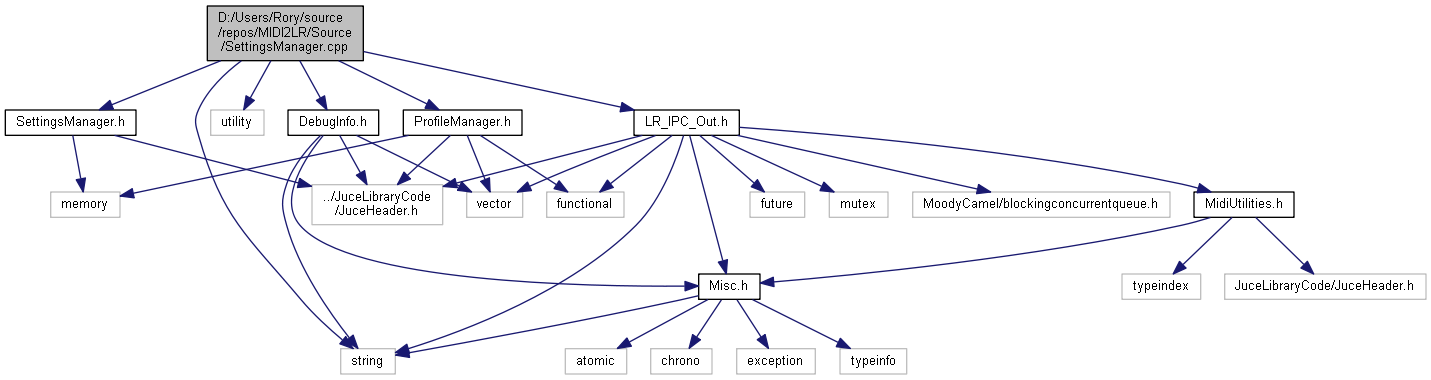 D:/Users/Rory/source
/repos/MIDI2LR/Source
/SettingsManager.cpp
SettingsManager.h
utility
DebugInfo.h
ProfileManager.h
LR_IPC_Out.h
memory
../JuceLibraryCode
/JuceHeader.h
vector
functional
future
mutex
MoodyCamel/blockingconcurrentqueue.h
MidiUtilities.h
Misc.h
typeindex
JuceLibraryCode/JuceHeader.h
string
atomic
chrono
exception
typeinfo